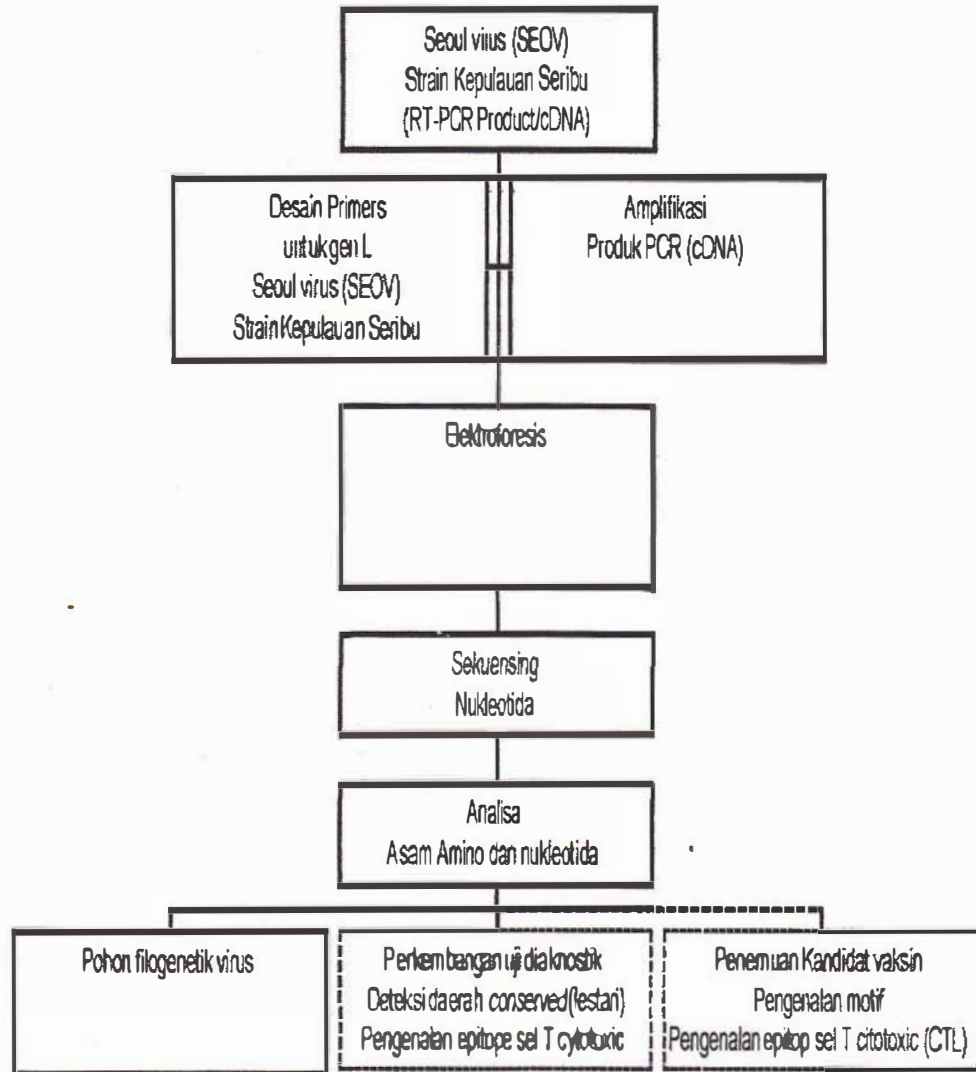 Seoul virus (SEOV)
Strain Kepulauan Seribu
(RT-PCR Product/cDNA)
Desain Primers
untuk gen L
Seoul virus (SEOV)
Strain Kepulauan Seribu
Amplifikasi
Produk PCR (cDNA)
Elektroforesis
Sekuensing
Nukleotida
Analisa
Asam Amino dan nukleotida
Pohon filogenetik virus
Perkembangan uji diaknostik
Deteksi daerah conserved (lestari)
Pengenalan epitope sel T cytotoxic
Penemuan Kandidat vaksin
Pengenalan motif
Pengenalan epitop sel T citotoxic (CTL)